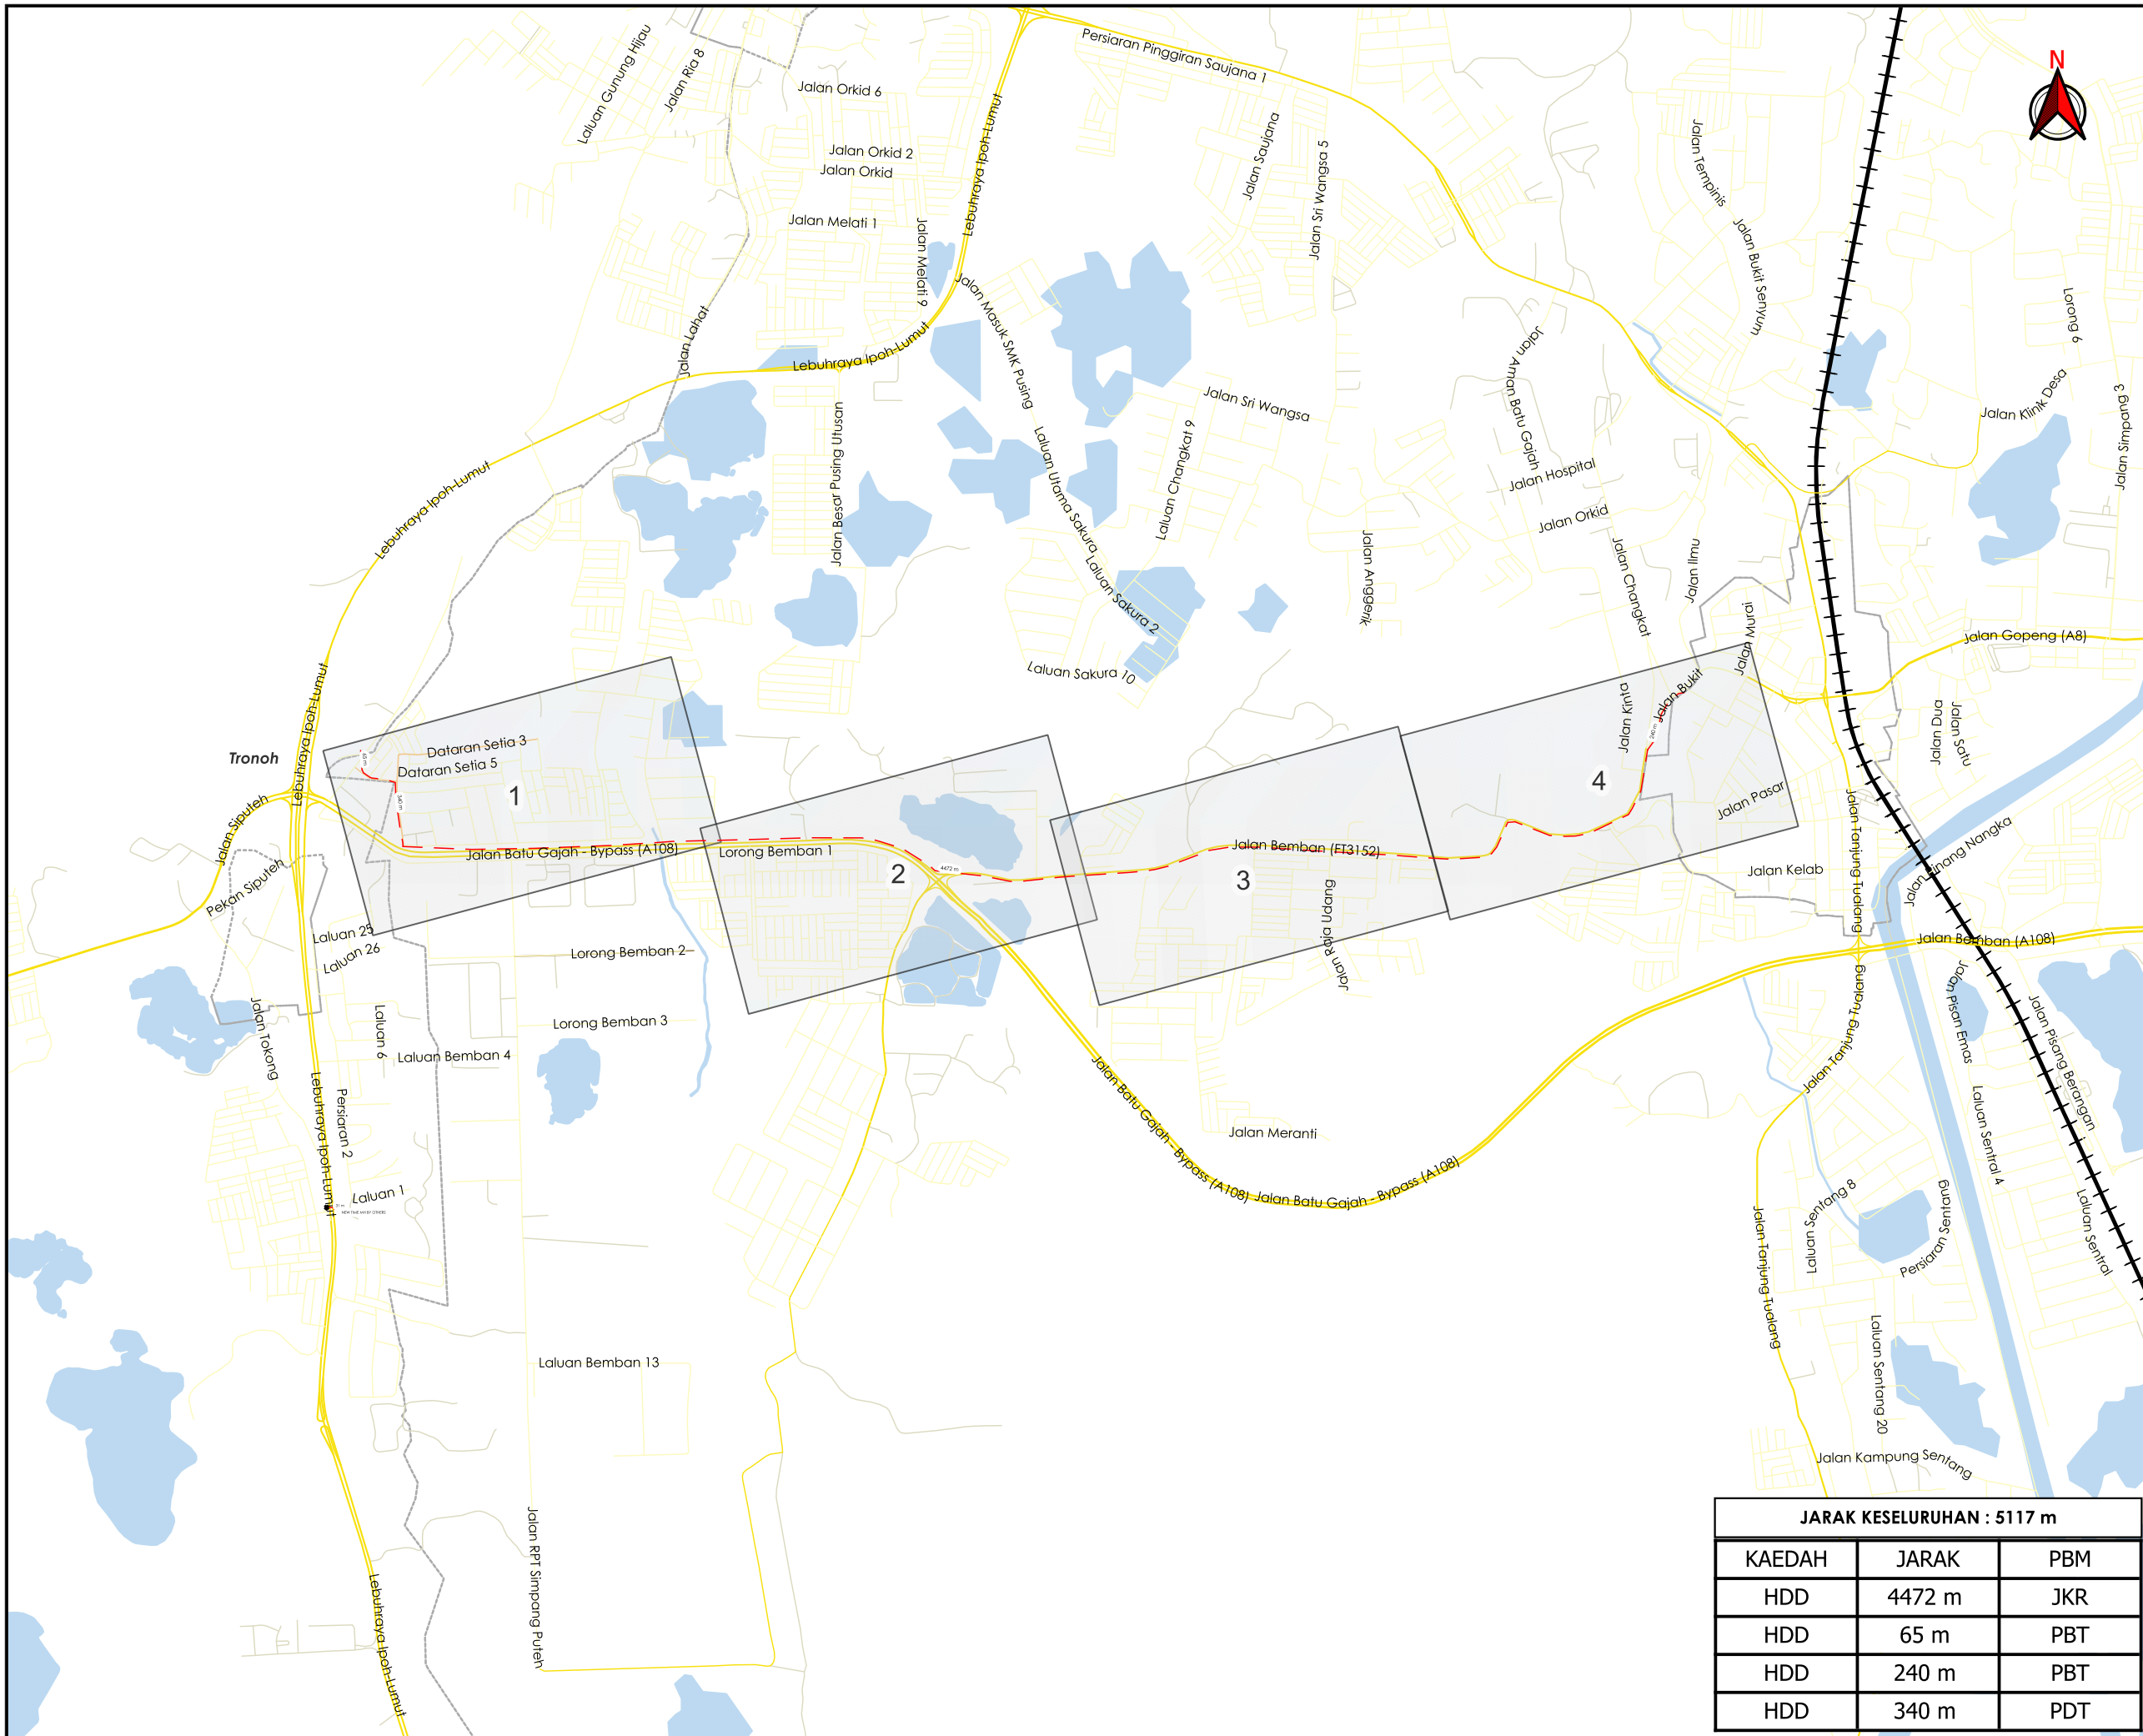 N
Persiaran Pinggiran Saujana 1
Laluan Gunung Hijau
Jalan Ria 8
Jalan Orkid 6
Jalan Orkid 2
Jalan Orkid
Jalan Melati 1
Jalan Melati 9
Lebuhraya Ipoh-Lumut
Jalan Saujana
Jalan Sri Wangsa 5
Jalan Tempinis
Jalan Bukit Senyum
Lorong 6
Jalan Lahat
Lebuhraya Ipoh-Lumut
Jalan Masuk SMK Pusing
Jalan Sri Wangsa
Jalan Aman Batu Gajah
Jalan Klinik Desa
Jalan Simpang 3
Jalan Besar Pusing Utusan
Laluan Utama Sakura
Laluan Changkat 9
Jalan Hospital
Jalan Orkid
Lebuhraya Ipoh-Lumut
Laluan Sakura 2
Jalan Anggerik
Jalan Changkat
Jalan Ilmu
Jalan Murai
Jalan Gopeng (A8)
Laluan Sakura 10
Lebuhraya Ipoh-Lumut
Jalan Kinta
Jalan Bukit
240 m
Jalan Dua
Jalan Satu
Tronoh
65 m
Dataran Setia 3
Dataran Setia 5
340 m
1
4
Jalan Siputeh
Jalan Pasar
Jalan Tanjung Tualang
Jalan Batu Gajah - Bypass (A108)
Lorong Bemban 1
2
4472 m
Jalan Bemban (FT3152)
3
Jalan Raja Udang
Jalan Kelab
Jalan Pinang Nangka
Pekan Siputeh
Laluan 25
Laluan 26
Lorong Bemban 2
Jalan Bemban (A108)
Jalan Tokong
Laluan 6
Lorong Bemban 3
Laluan Bemban 4
Jalan Tanjung Tualang
Jalan Pisan Emas
Jalan Pisang Berangan
Lebuhraya Ipoh-Lumut
Persiaran 2
Jalan Batu Gajah - Bypass (A108)
Jalan Meranti
Jalan Batu Gajah - Bypass (A108)
Laluan Sentral 4
Laluan 1
Laluan Sentang 8
Persiaran Sentang
Laluan Sentral
Jalan Tanjung Tualang
Laluan Sentang 20
Laluan Bemban 13
Jalan Kampung Sentang
Jalan RPT Simpang Puteh
Lebuhraya Ipoh-Lumut
JARAK KESELURUHAN : 5117 m
KAEDAH JARAK PBM
HDD 4472 m JKR
HDD 65 m PBT
HDD 240 m PBT
HDD 340 m PDT